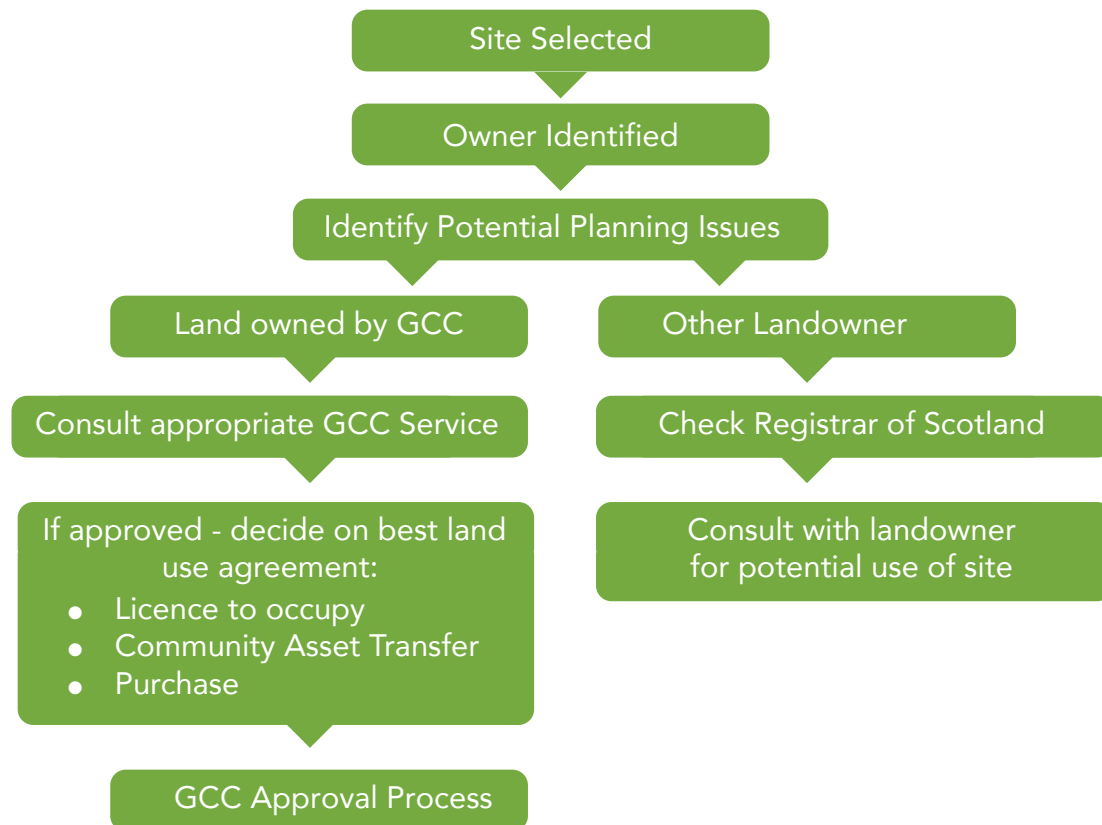 Site Selected
Owner Identified
Identify Potential Planning Issues
Land owned by GCC
Other Landowner
Consult appropriate GCC Service
Check Registrar of Scotland
If approved - decide on best land
use agreement:
● Licence to occupy
● Community Asset Transfer
● Purchase
Consult with landowner
for potential use of site
GCC Approval Process